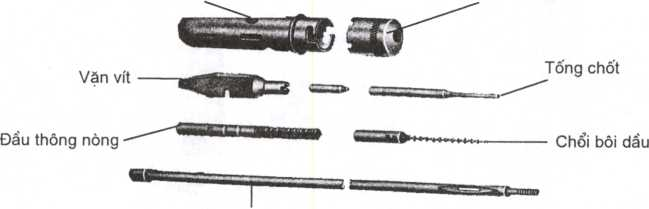 Tống chốt
Vặn vít
Đầu thông nòng
Chổi bôi dầu